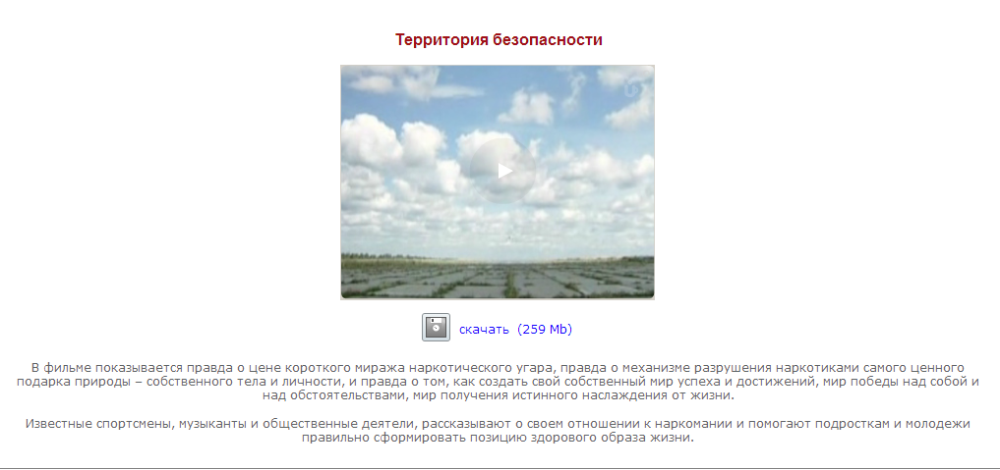 Территория безопасности
скачать (259 Mb)
В фильме показывается правда о цене короткого миража наркотического угара, правда о механизме разрушения наркотиками самого ценного
подарка природы – собственного тела и личности, и правда о том, как создать свой собственный мир успеха и достижений, мир победы над собой и
над обстоятельствами, мир получения истинного наслаждения от жизни.
Известные спортсмены, музыканты и общественные деятели, рассказывают о своем отношении к наркомании и помогают подросткам и молодежи
правильно сформировать позицию здорового образа жизни.